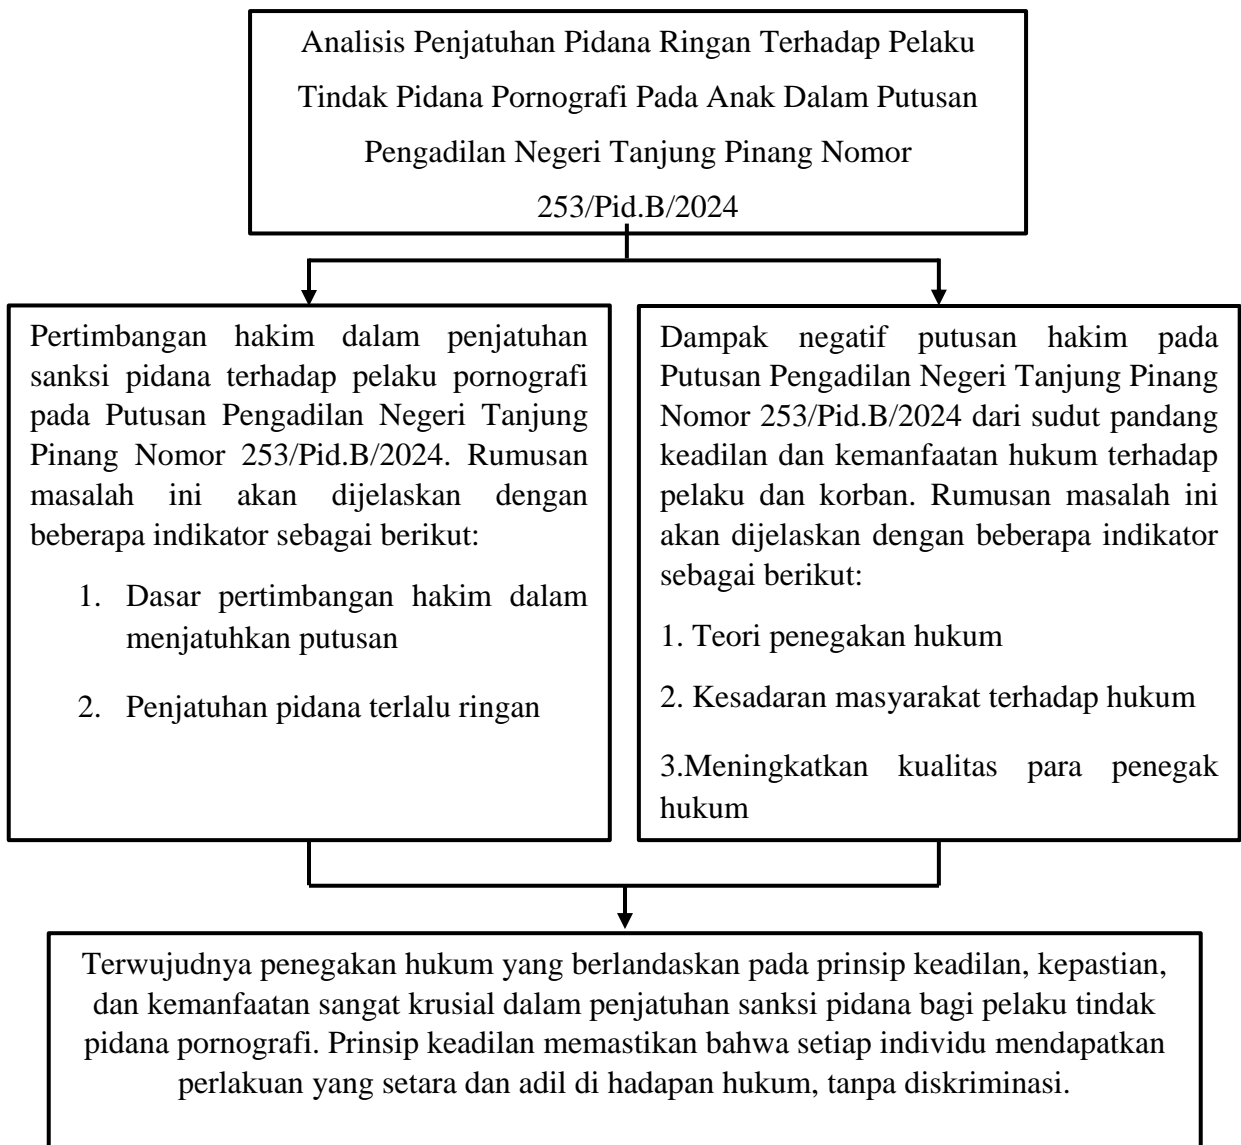 Analisis Penjatuhan Pidana Ringan Terhadap Pelaku
Tindak Pidana Pornografi Pada Anak Dalam Putusan
Pengadilan Negeri Tanjung Pinang Nomor
253/Pid.B/2024
Pertimbangan hakim dalam penjatuhan
sanksi pidana terhadap pelaku pornografi
pada Putusan Pengadilan Negeri Tanjung
Pinang Nomor 253/Pid.B/2024. Rumusan
masalah ini akan dijelaskan dengan
beberapa indikator sebagai berikut:
1. Dasar pertimbangan hakim dalam
menjatuhkan putusan
2. Penjatuhan pidana terlalu ringan
Dampak negatif putusan hakim pada
Putusan Pengadilan Negeri Tanjung Pinang
Nomor 253/Pid.B/2024 dari sudut pandang
keadilan dan kemanfaatan hukum terhadap
pelaku dan korban. Rumusan masalah ini
akan dijelaskan dengan beberapa indikator
sebagai berikut:
1. Teori penegakan hukum
2. Kesadaran masyarakat terhadap hukum
3.Meningkatkan kualitas para penegak
hukum
Terwujudnya penegakan hukum yang berlandaskan pada prinsip keadilan, kepastian,
dan kemanfaatan sangat krusial dalam penjatuhan sanksi pidana bagi pelaku tindak
pidana pornografi. Prinsip keadilan memastikan bahwa setiap individu mendapatkan
perlakuan yang setara dan adil di hadapan hukum, tanpa diskriminasi.